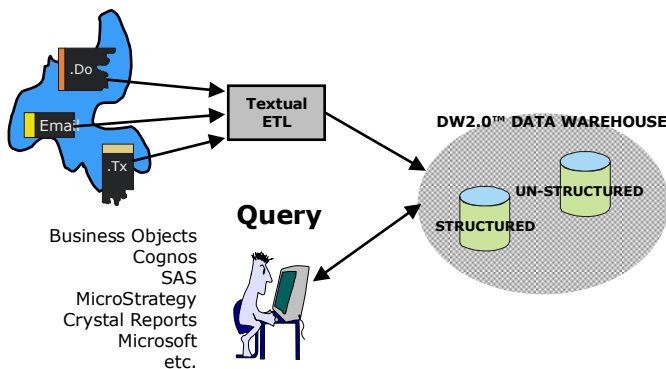 .Do
Email
.Tx
Textual
ETL
DW2.0™ DATA WAREHOUSE
UN-STRUCTURED
STRUCTURED
Query
Business Objects
Cognos
SAS
MicroStrategy
Crystal Reports
Microsoft
etc.